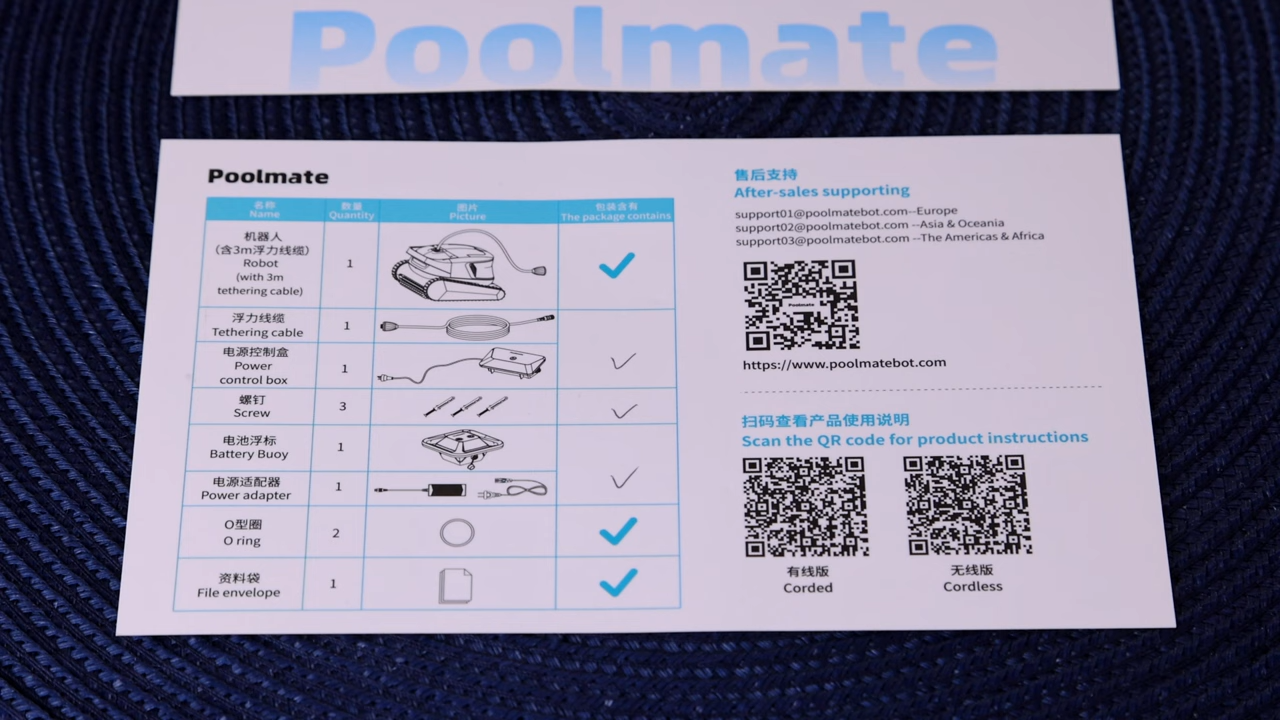 Poolmate
Poolmate
名称
Name
数量
Quantity
图片
Picture
包装含有
The package contains
机器人
(含3m浮力线缆)
Robot
(with 3m
tethering cable)
1
浮力线缆
Tethering cable
1
电源控制盒
Power
control box
1
螺钉
Screw
3
电池浮标
Battery Buoy
1
电源适配器
Power adapter
1
O型圈
O ring
2
资料袋
File envelope
1
售后支持
After-sales supporting
support01@poolmatebot.com--Europe
support02@poolmatebot.com --Asia & Oceania
support03@poolmatebot.com --The Americas & Africa
Poolmate
https://www.poolmatebot.com
扫码查看产品使用说明
Scan the QR code for product instructions
有线版
Corded
无线版
Cordless